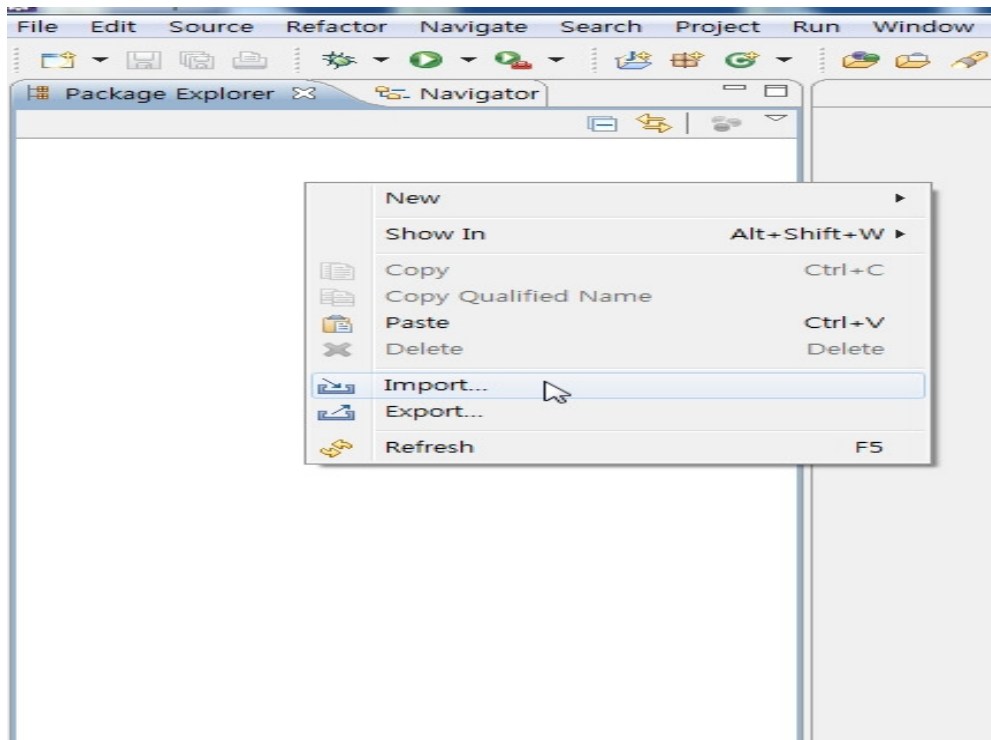 File Edit Source Refactor Navigate Search Project Run Window
Package Explorer Navigator
New
Show In Alt+Shift+W
Copy Ctrl+C
Copy Qualified Name
Paste Ctrl+V
Delete Delete
Import...
Export...
Refresh F5